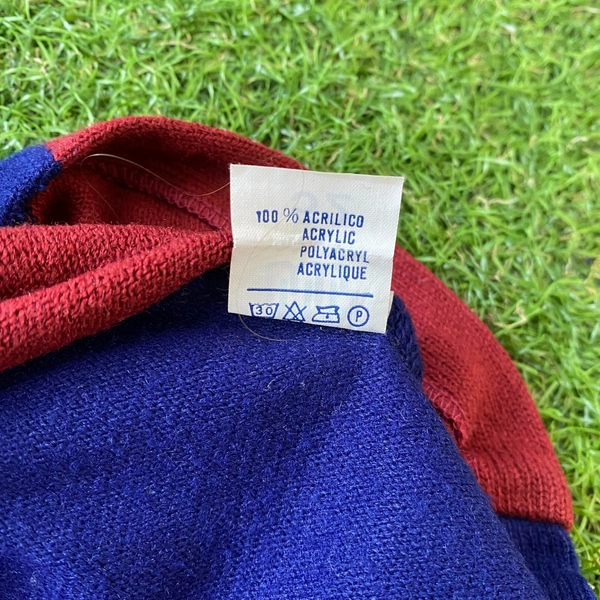 100 % ACRILICO
ACRYLIC
POLYACRYL
ACRYLIQUE
30 P